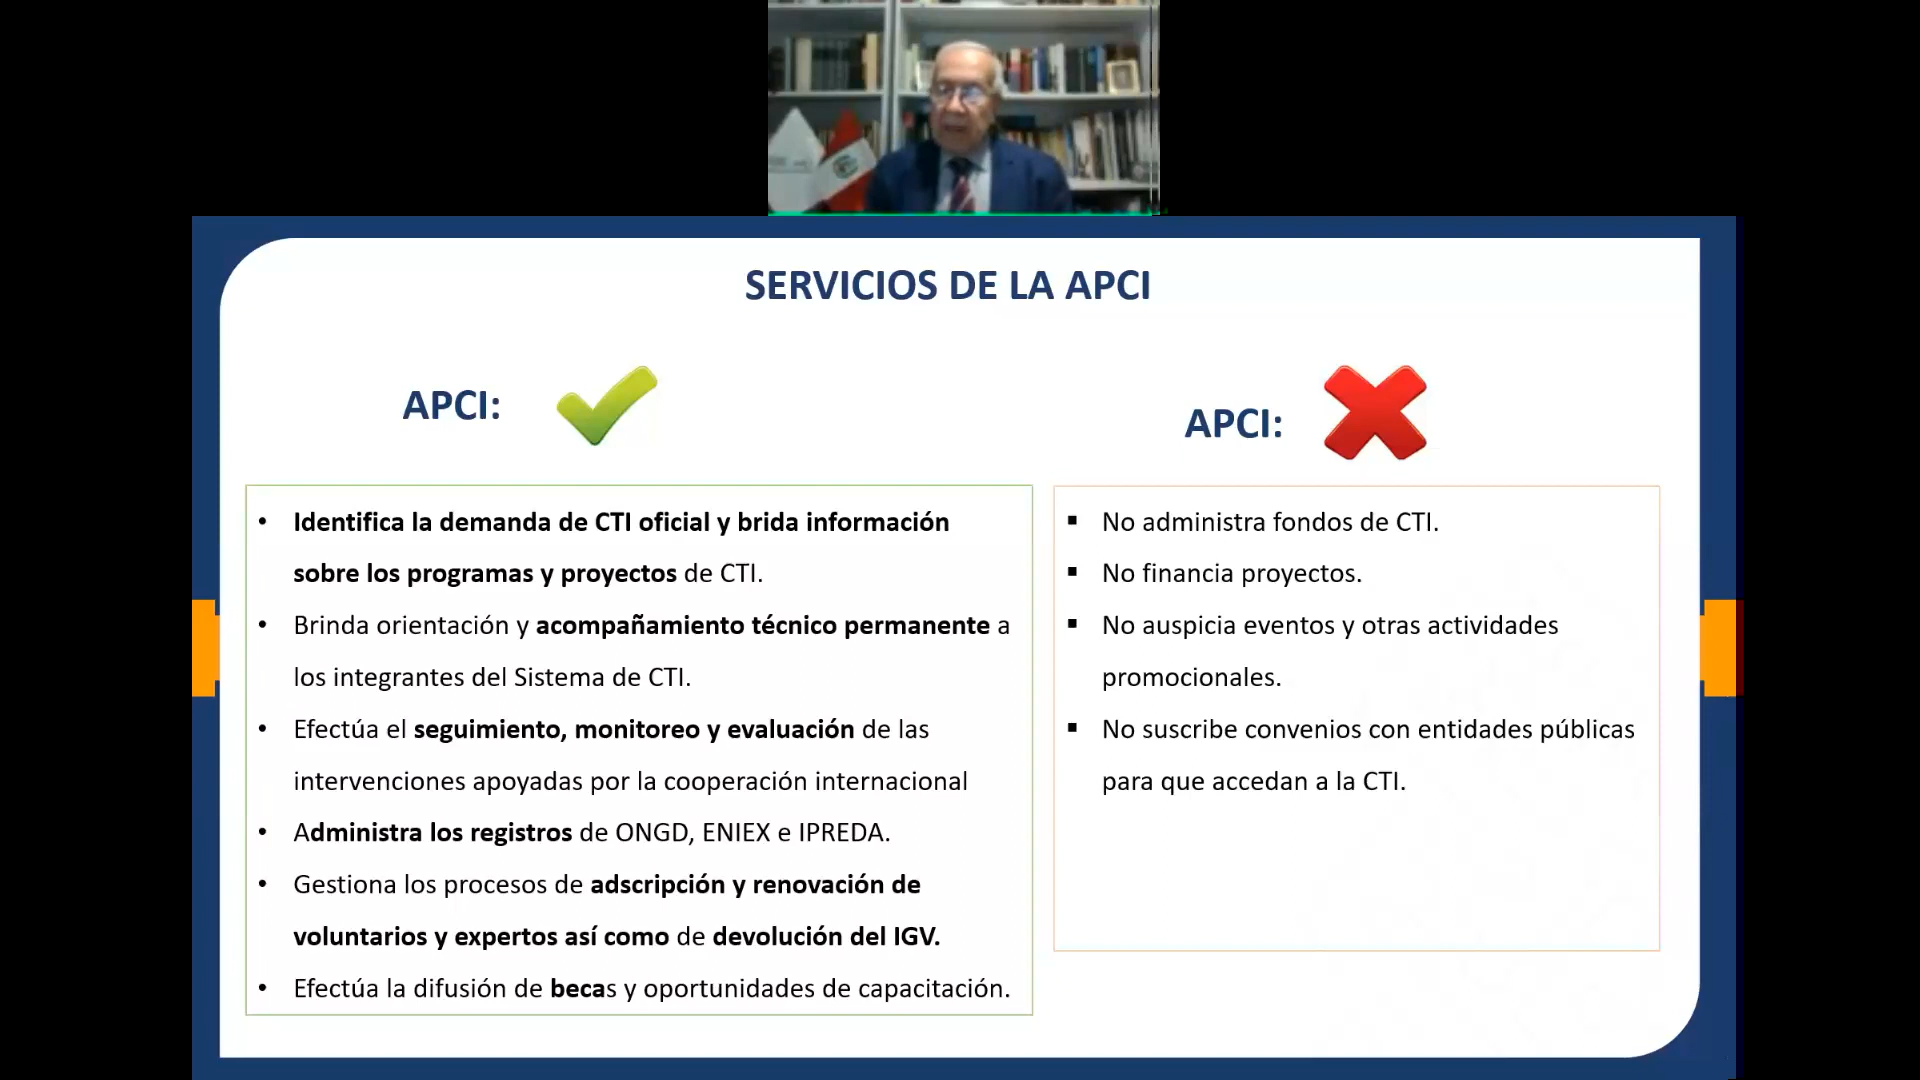 SERVICIOS DE LA APCI
APCI:
APCI:
• Identifica la demanda de CTI oficial y brida información
sobre los programas y proyectos de CTI.
• Brinda orientación y acompañamiento técnico permanente a
los integrantes del Sistema de CTI.
• Efectúa el seguimiento, monitoreo y evaluación de las
intervenciones apoyadas por la cooperación internacional
• Administra los registros de ONGD, ENIEX e IPREDA.
• Gestiona los procesos de adscripción y renovación de
voluntarios y expertos así como de devolución del IGV.
• Efectúa la difusión de becas y oportunidades de capacitación.
▪ No administra fondos de CTI.
▪ No financia proyectos.
▪ No auspicia eventos y otras actividades
promocionales.
▪ No suscribe convenios con entidades públicas
para que accedan a la CTI.